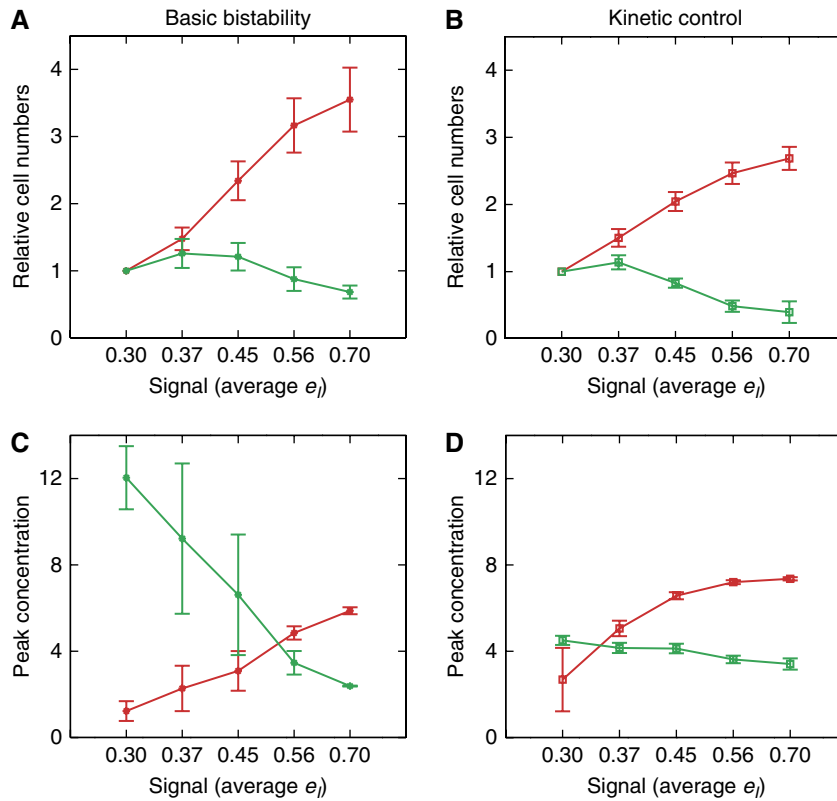 A
Basic bistability
Relative cell numbers
4
3
2
1
0
0.30 0.37 0.45 0.56 0.70
Signal (average e_l)
B
Kinetic control
Relative cell numbers
4
3
2
1
0
0.30 0.37 0.45 0.56 0.70
Signal (average e_l)
C
Peak concentration
12
8
4
0
0.30 0.37 0.45 0.56 0.70
Signal (average e_l)
D
Peak concentration
12
8
4
0
0.30 0.37 0.45 0.56 0.70
Signal (average e_l)